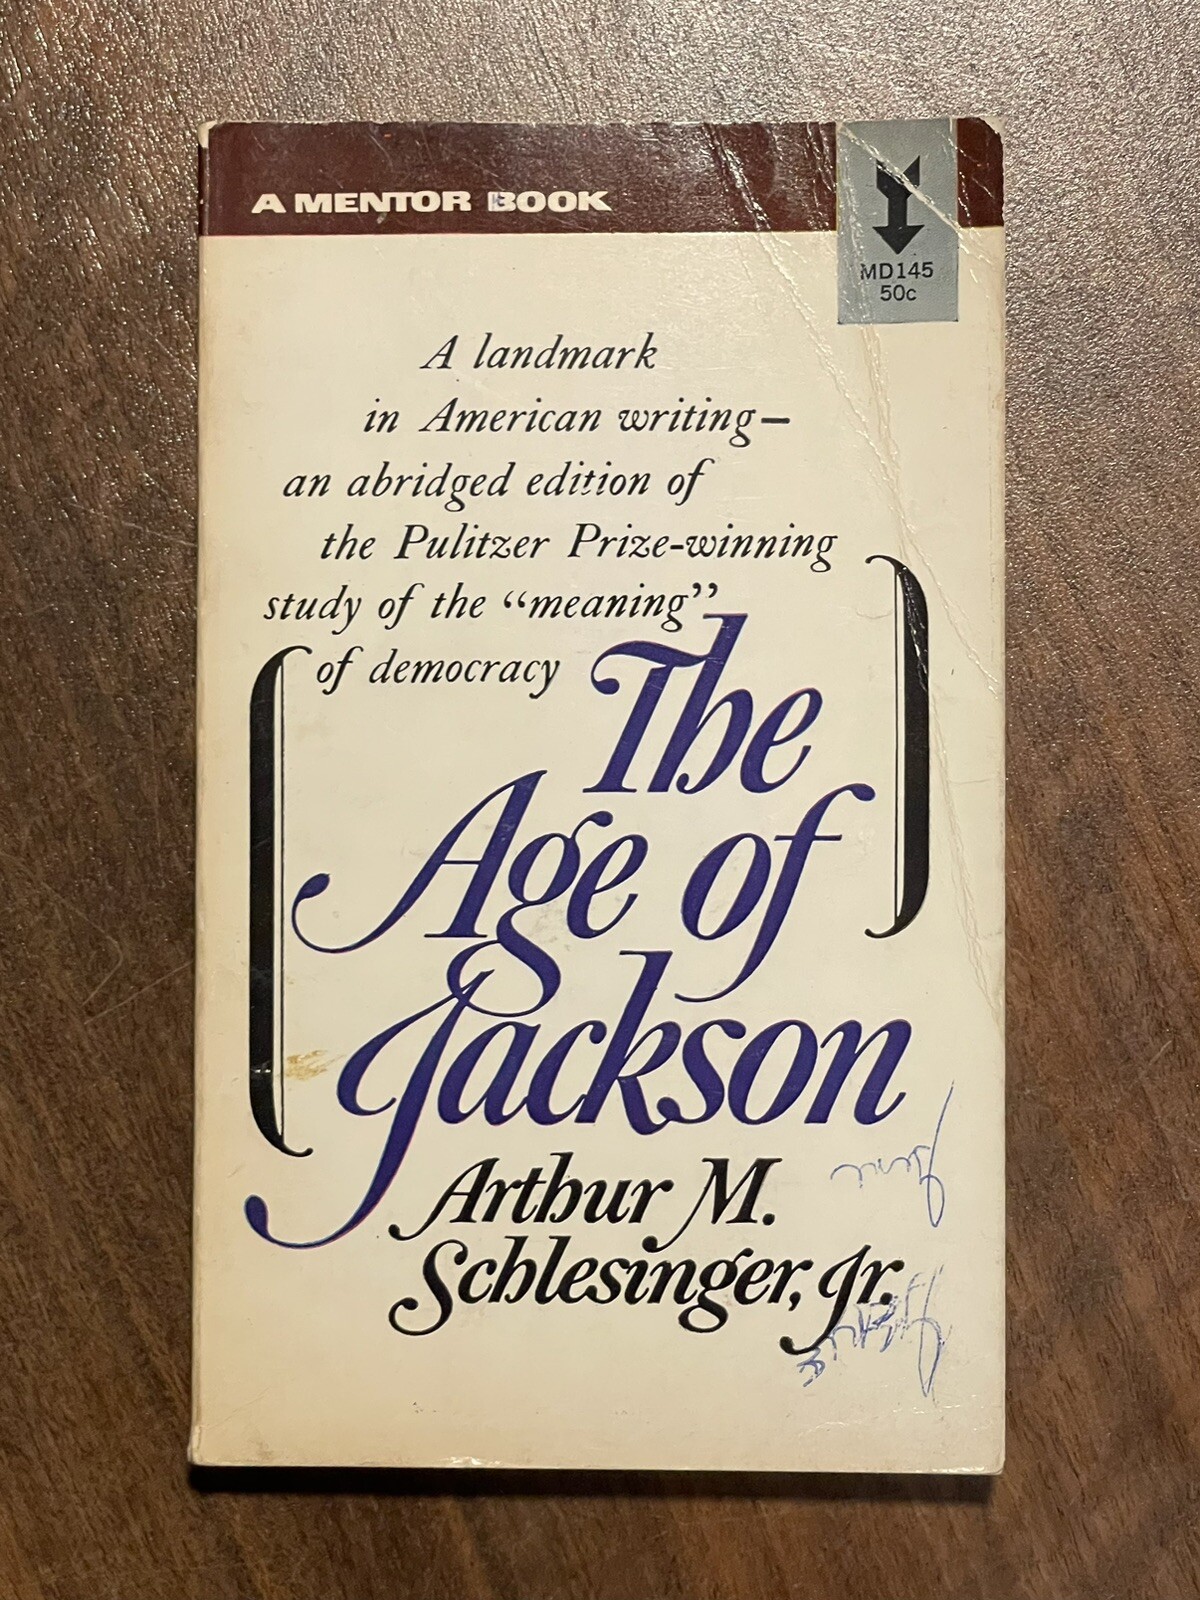 A MENTOR BOOK
MD145
50c
A landmark
in American writing—
an abridged edition of
the Pulitzer Prize-winning
study of the “meaning”
of democracy
The
Age of
Jackson
Arthur M.
Schlesinger, Jr.